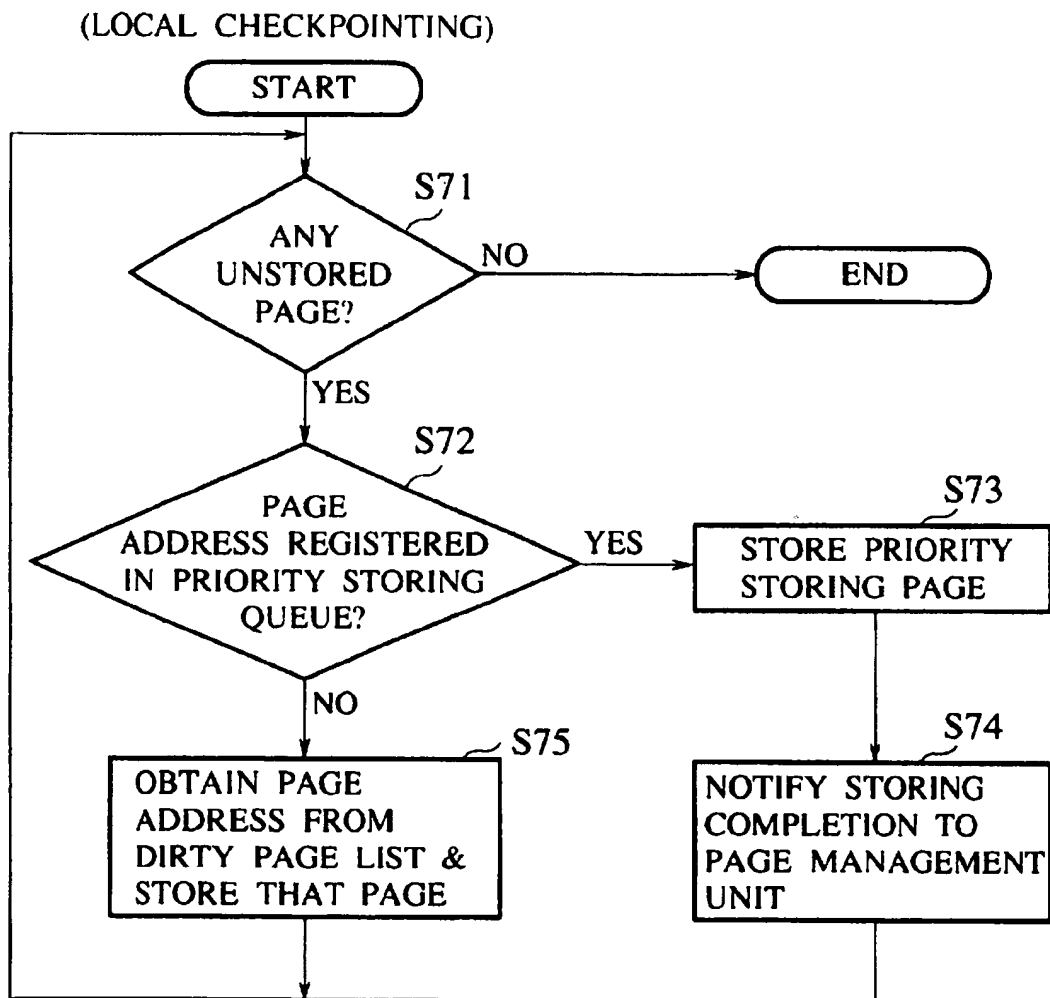 (LOCAL CHECKPOINTING)
START
S71
ANY
UNSTORED
PAGE?
NO
END
YES
S72
PAGE
ADDRESS REGISTERED
IN PRIORITY STORING
QUEUE?
YES
S73
STORE PRIORITY
STORING PAGE
NO
S75
OBTAIN PAGE
ADDRESS FROM
DIRTY PAGE LIST &
STORE THAT PAGE
S74
NOTIFY STORING
COMPLETION TO
PAGE MANAGEMENT
UNIT